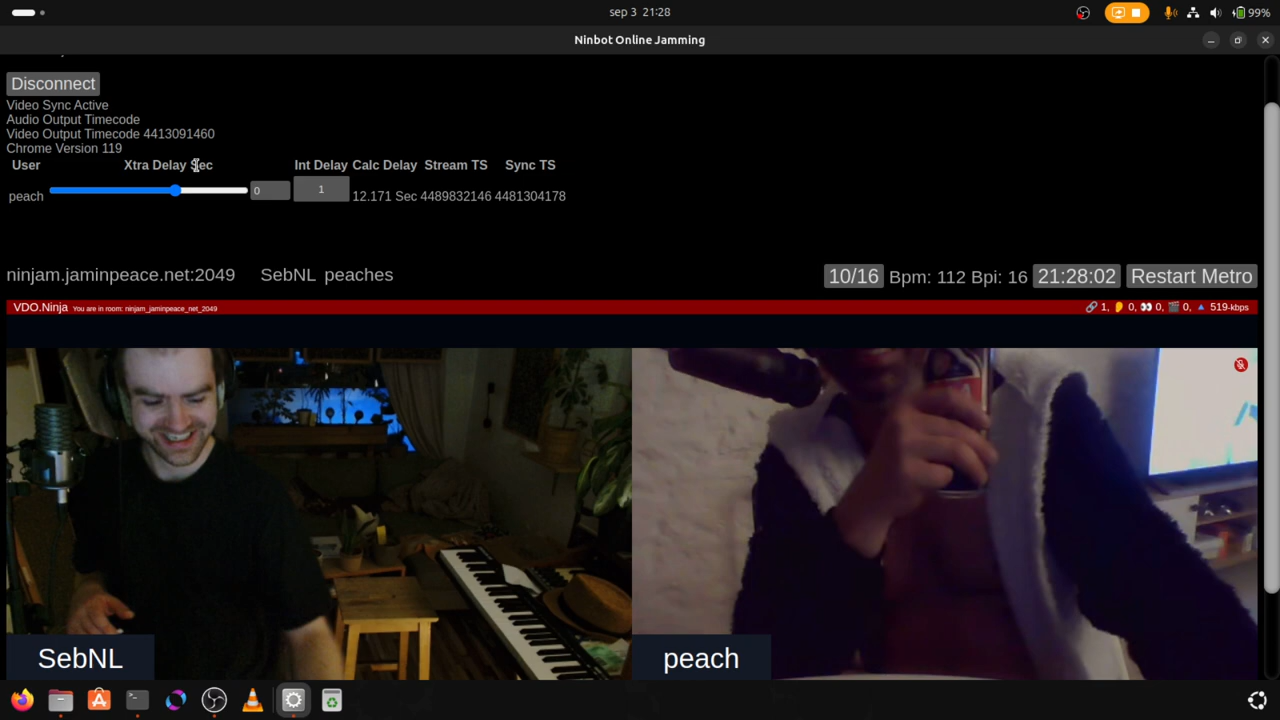 sep 3 21:28
99%
Ninbot Online Jamming
Disconnect
Video Sync Active
Audio Output Timecode
Video Output Timecode 4413091460
Chrome Version 119
User Xtra Delay Sec Int Delay Calc Delay Stream TS Sync TS
peach 0 1 12.171 Sec 4489832146 4481304178
ninjam.jaminpeace.net:2049 SebNL peaches 10/16 Bpm: 112 Bpi: 16 21:28:02 Restart Metro
VDO.Ninja You are in room: ninjam_jaminpeace_net_2049 1, 0, 0, 0, 519-kbps
SebNL peach